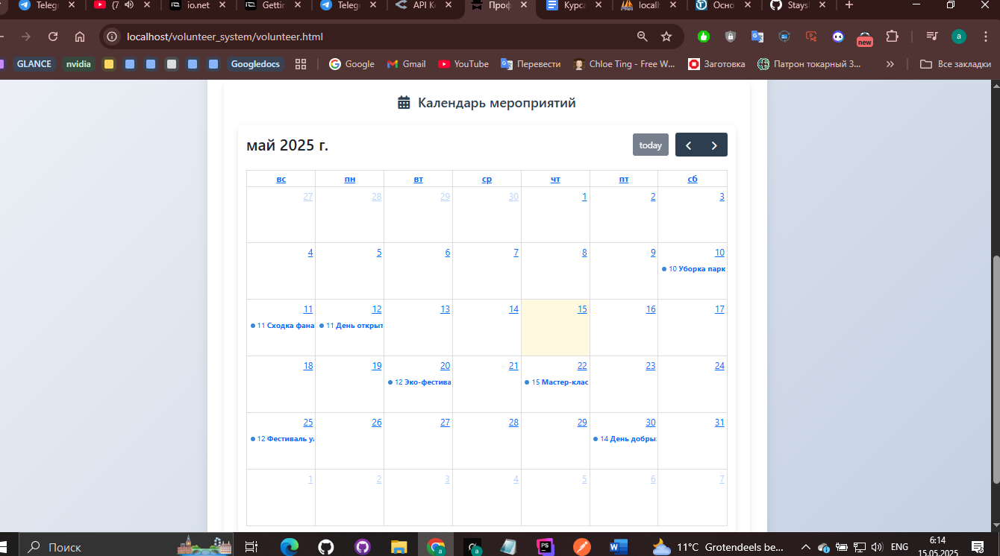 Telegr
(7
io.net
Gettin
Telegr
API Ke
Проф
Курса
localh
Осно
Stays
localhost/volunteer_system/volunteer.html
new
a
GLANCE
nvidia
Googledocs
Google
Gmail
YouTube
Перевести
Chloe Ting - Free W...
Заготовка
Патрон токарный 3...
»
Все закладки
Календарь мероприятий
май 2025 г.
today
вс пн вт ср чт пт сб
27 28 29 30 1 2 3
4 5 6 7 8 9 10
10 Уборка парк
11 12 13 14 15 16 17
11 Сходка фана
11 День открыт
18 19 20 21 22 23 24
12 Эко-фестива
15 Мастер-клас
25 26 27 28 29 30 31
12 Фестиваль ул
14 День добры
1 2 3 4 5 6 7
Поиск
a
a
PS
11°C Grotendeels be...
ENG
6:14
15.05.2025